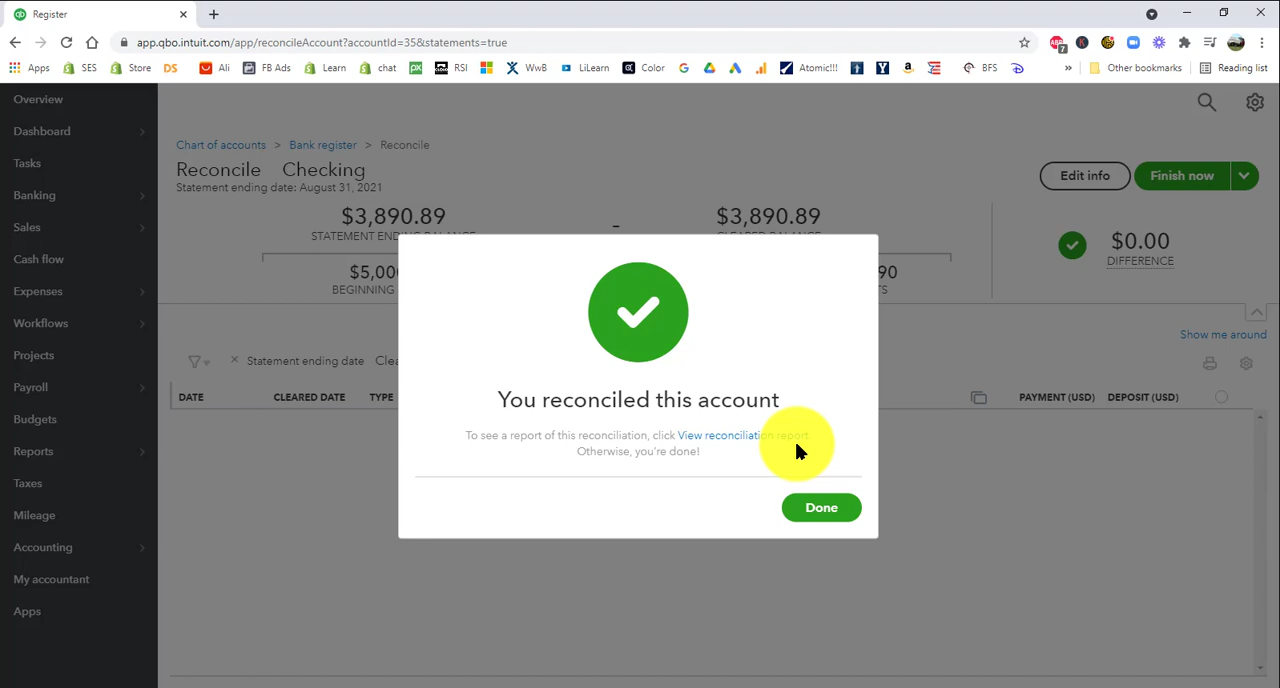 Register
app.qbo.intuit.com/app/reconcileAccount?accountId=35&statements=true
Apps SES Store DS Ali FB Ads Learn chat RSI WwB LiLearn Color Atomic!!! BFS » Other bookmarks Reading list
Overview
Dashboard
Tasks
Banking
Sales
Cash flow
Expenses
Workflows
Projects
Payroll
Budgets
Reports
Taxes
Mileage
Accounting
My accountant
Apps
Chart of accounts > Bank register > Reconcile
Reconcile Checking
Statement ending date: August 31, 2021
Edit info
Finish now
$3,890.89
STATEMENT ENDING BALANCE
-
$3,890.89
CLEARED BALANCE
$0.00
DIFFERENCE
$5,00
BEGINNING
90
TS
Show me around
× Statement ending date Clea
DATE CLEARED DATE TYPE PAYMENT (USD) DEPOSIT (USD)
You reconciled this account
To see a report of this reconciliation, click View reconciliation report.
Otherwise, you're done!
Done